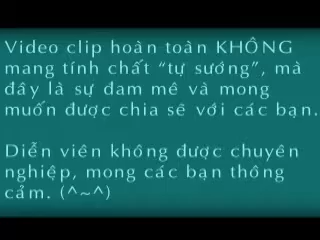 Video clip hoàn toàn KHÔNG
mang tính chất “tự sướng”, mà
đây là sự đam mê và mong
muốn được chia sẽ với các bạn.
Diễn viên không được chuyên
nghiệp, mong các bạn thông
cảm. (^~^)